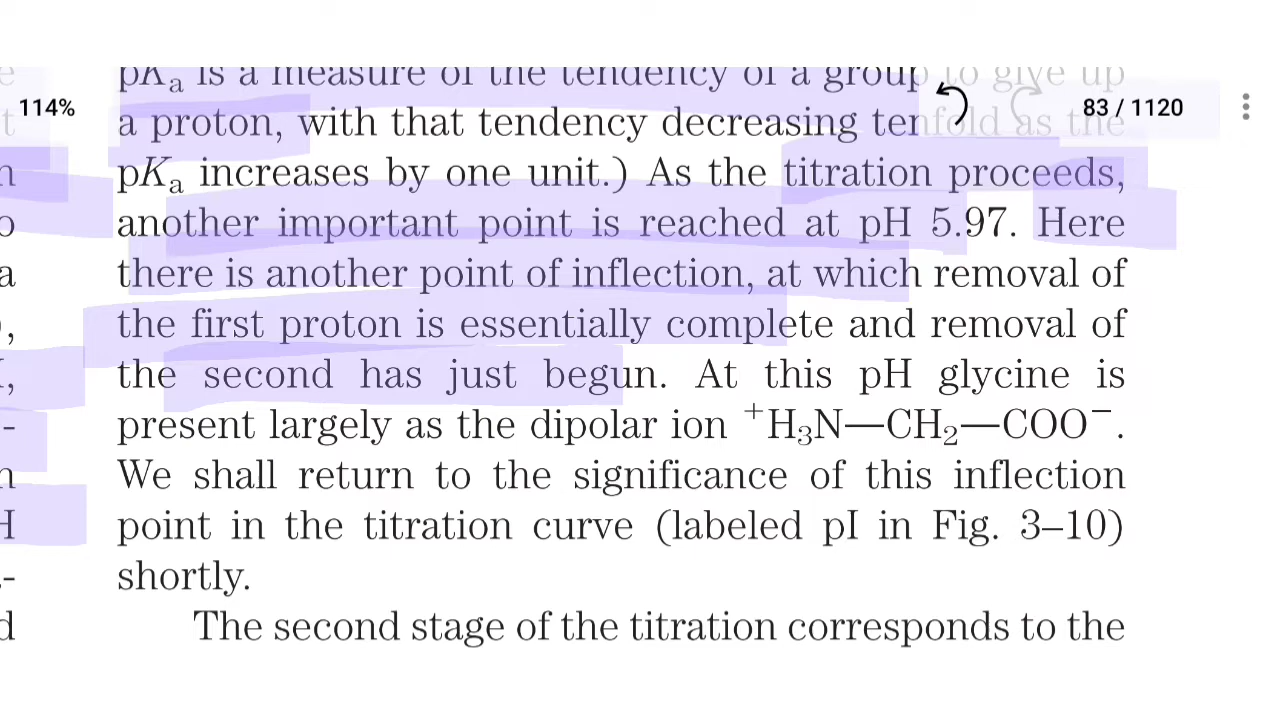 pKa is a measure of the tendency of a group to give up
114%
83 / 1120
a proton, with that tendency decreasing tenfold as the
pKa increases by one unit.) As the titration proceeds,
another important point is reached at pH 5.97. Here
there is another point of inflection, at which removal of
the first proton is essentially complete and removal of
the second has just begun. At this pH glycine is
present largely as the dipolar ion ⁺H₃N—CH₂—COO⁻.
We shall return to the significance of this inflection
point in the titration curve (labeled pI in Fig. 3–10)
shortly.
The second stage of the titration corresponds to the